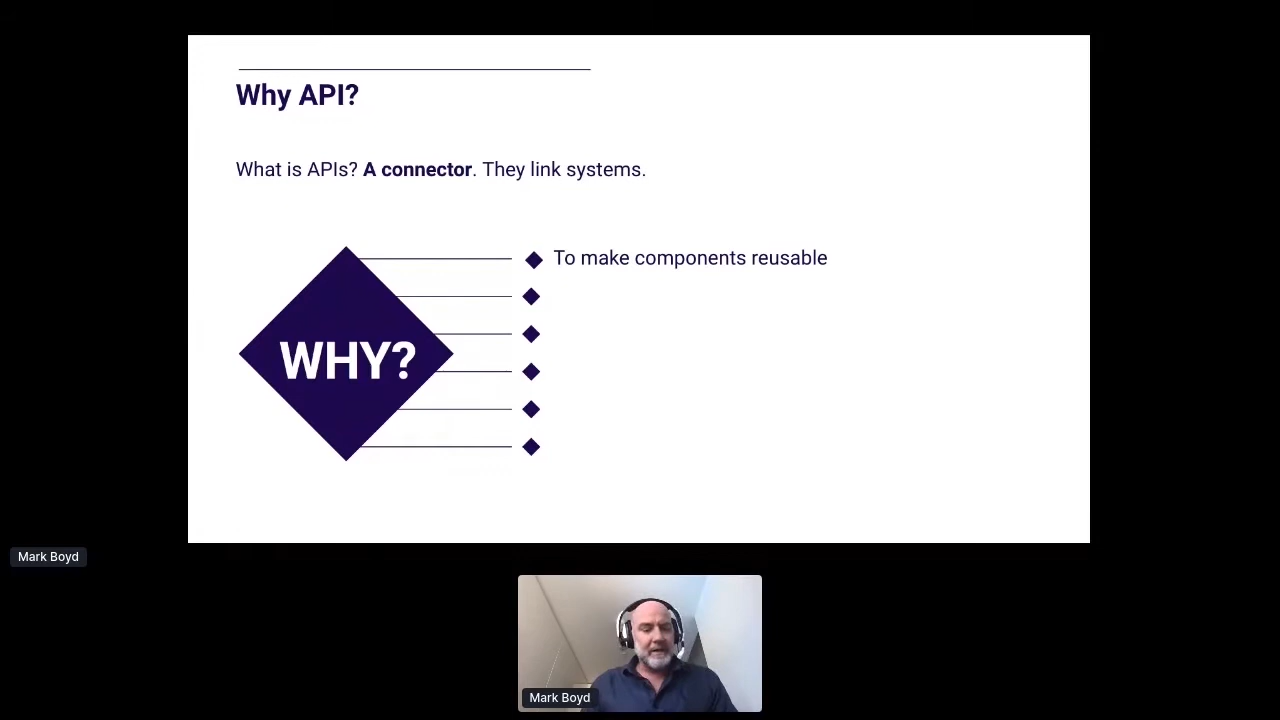 Why API?
What is APIs? A connector. They link systems.
WHY?
To make components reusable
Mark Boyd
Mark Boyd